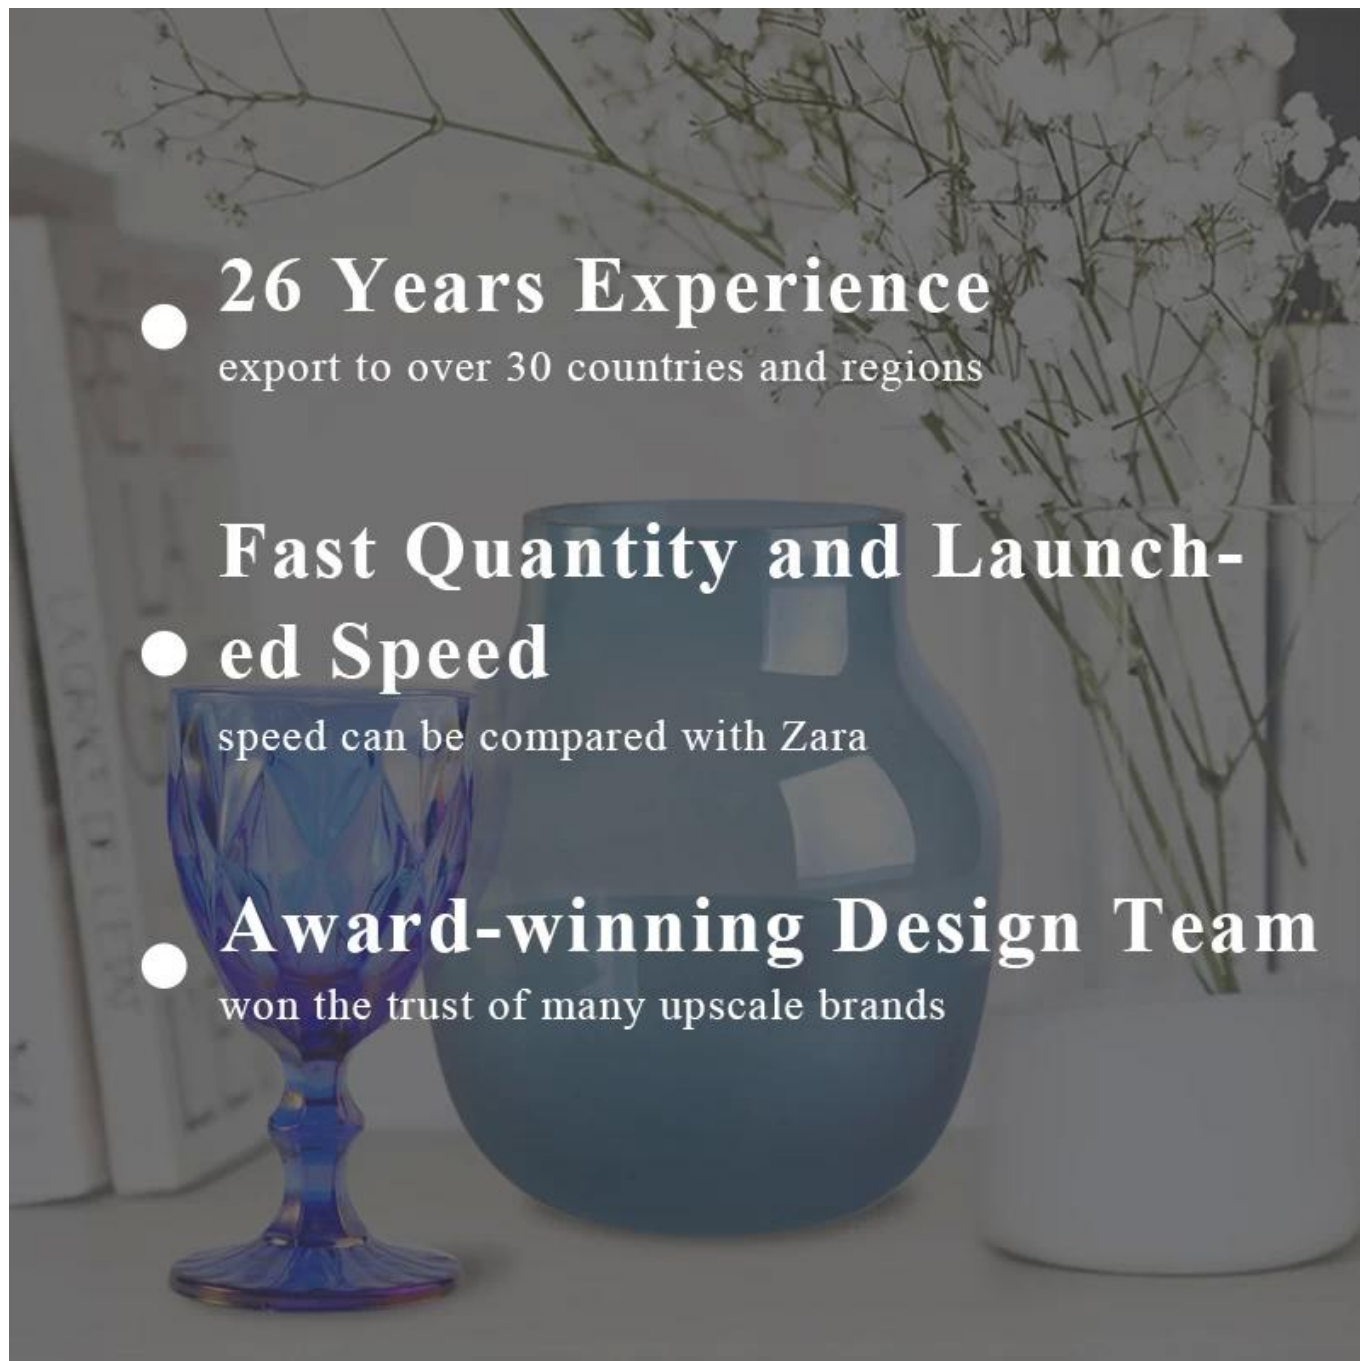 26 Years Experience
export to over 30 countries and regions
Fast Quantity and Launch-
ed Speed
speed can be compared with Zara
Award-winning Design Team
won the trust of many upscale brands